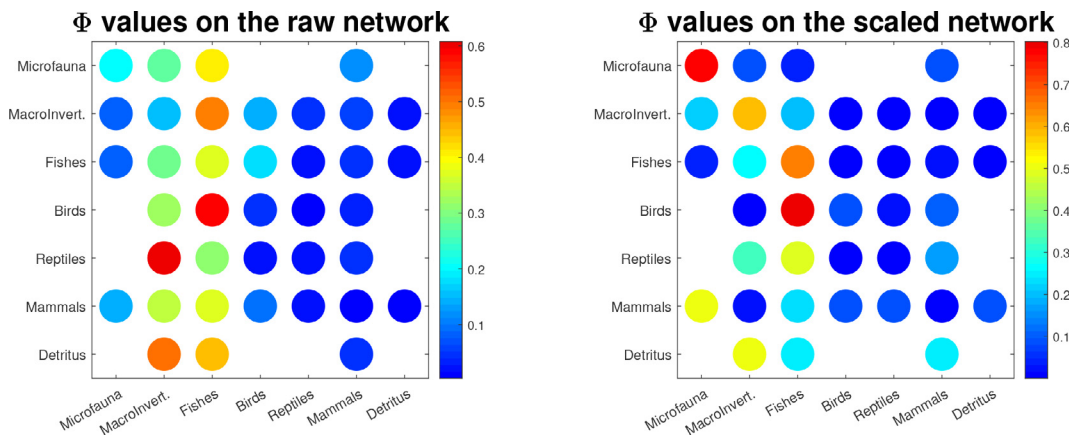 Φ values on the raw network
Microfauna
MacroInvert.
Fishes
Birds
Reptiles
Mammals
Detritus
Microfauna
MacroInvert.
Fishes
Birds
Reptiles
Mammals
Detritus
0.6
0.5
0.4
0.3
0.2
0.1
Φ values on the scaled network
Microfauna
MacroInvert.
Fishes
Birds
Reptiles
Mammals
Detritus
Microfauna
MacroInvert.
Fishes
Birds
Reptiles
Mammals
Detritus
0.8
0.7
0.6
0.5
0.4
0.3
0.2
0.1